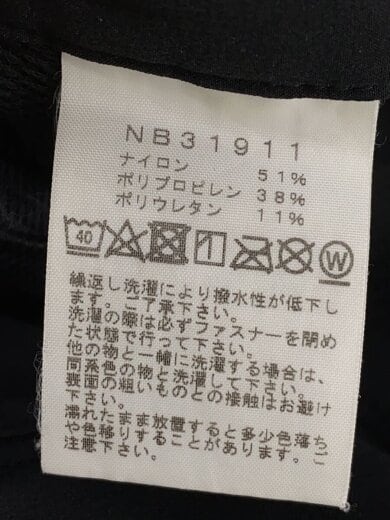 NB31911
ナイロン 51%
ポリプロピレン 38%
ポリウレタン 11%
40 W
繰返し洗濯により撥水性が低下し
ます。ご了承下さい。
洗濯の際は必ずファスナーを閉め
た状態で行って下さい。
他の物と一緒に洗濯する場合は、
同系色の物と洗濯して下さい。
表面の粗いものとの接触はお避け
下さい。
濡れたまま放置すると多少色落ち
や色移りすることがあります。ご
注意下さい。